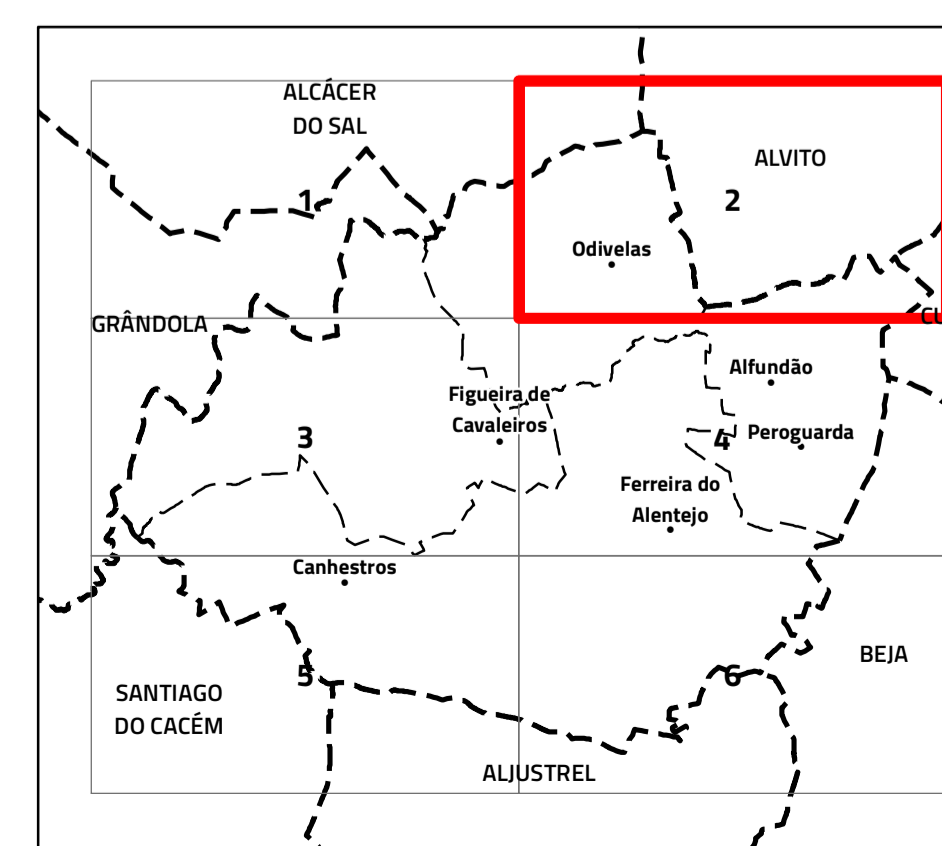 ALCÁCER
DO SAL
ALVITO
1
2
Odivelas
GRÂNDOLA
CU
Alfundão
Figueira de
Cavaleiros
3
4
Peroguarda
Ferreira do
Alentejo
Canhestros
BEJA
5
6
SANTIAGO
DO CACÉM
ALJUSTREL